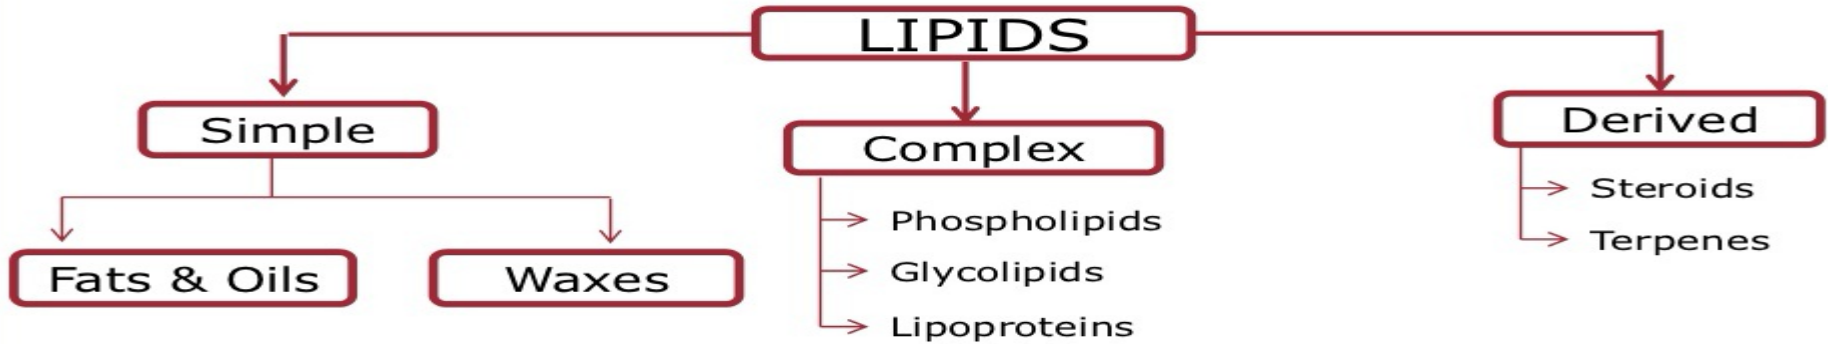 LIPIDS
Simple
Complex
Derived
Fats & Oils
Waxes
Phospholipids
Glycolipids
Lipoproteins
Steroids
Terpenes